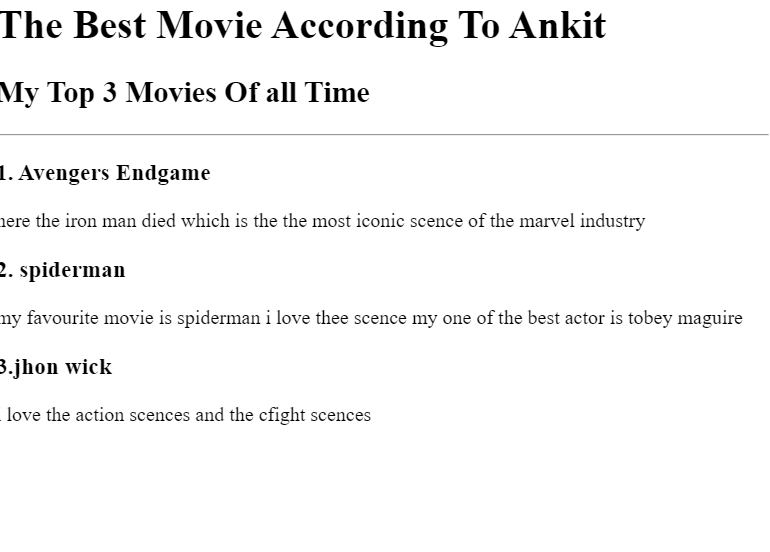 The Best Movie According To Ankit
My Top 3 Movies Of all Time
1. Avengers Endgame
here the iron man died which is the the most iconic scence of the marvel industry
2. spiderman
my favourite movie is spiderman i love thee scence my one of the best actor is tobey maguire
3.jhon wick
i love the action scences and the cfight scences